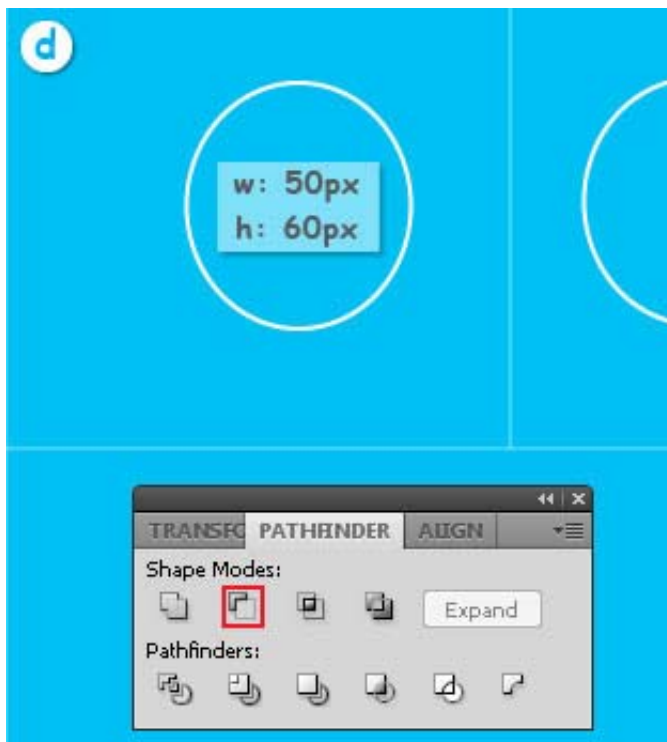 d
w: 50px
h: 60px
TRANSFC PATHFINDER ALIGN
Shape Modes:
Expand
Pathfinders: